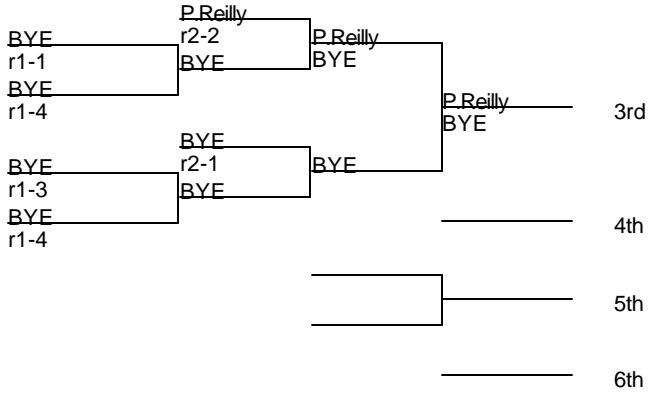 P.Reilly
BYE
r2-2
P.Reilly
r1-1
BYE
BYE
BYE
P.Reilly
r1-4
BYE
3rd
BYE
BYE
r2-1
BYE
r1-3
BYE
BYE
r1-4
4th
5th
6th